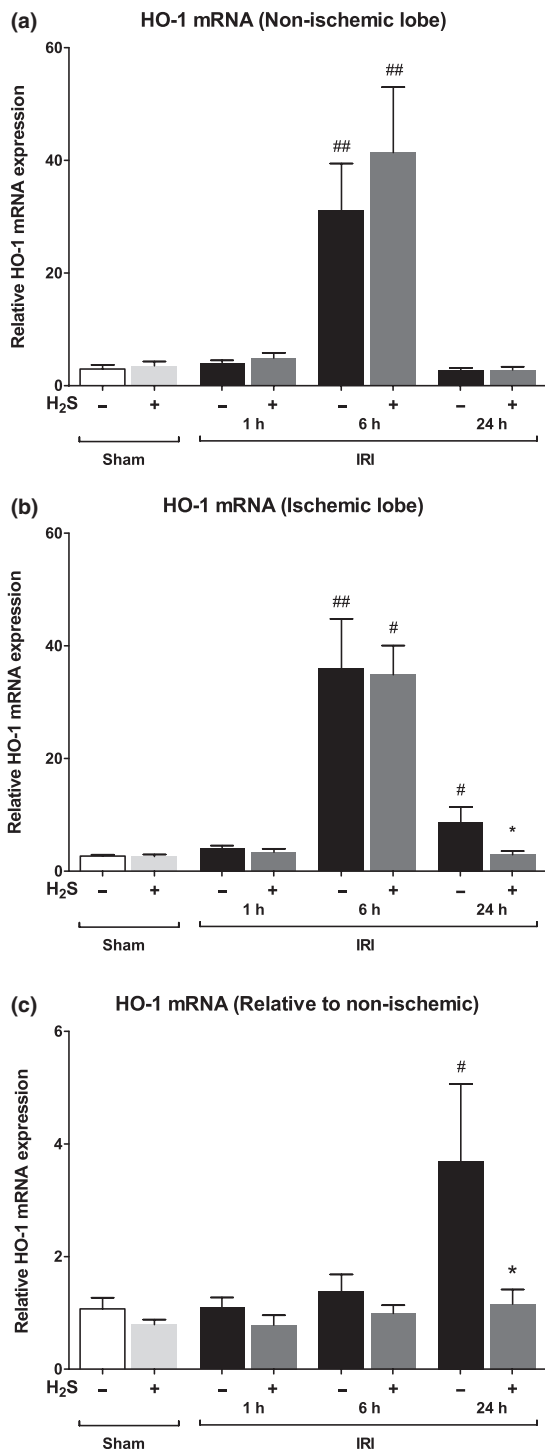 (a) HO-1 mRNA (Non-ischemic lobe)
Relative HO-1 mRNA expression
60
## ##
40
20
0
H₂S – + – + – + – +
1 h 6 h 24 h
Sham IRI
(b) HO-1 mRNA (Ischemic lobe)
Relative HO-1 mRNA expression
60
## #
40
20
# *
0
H₂S – + – + – + – +
1 h 6 h 24 h
Sham IRI
(c) HO-1 mRNA (Relative to non-ischemic)
Relative HO-1 mRNA expression
6
#
4
2
*
0
H₂S – + – + – + – +
1 h 6 h 24 h
Sham IRI